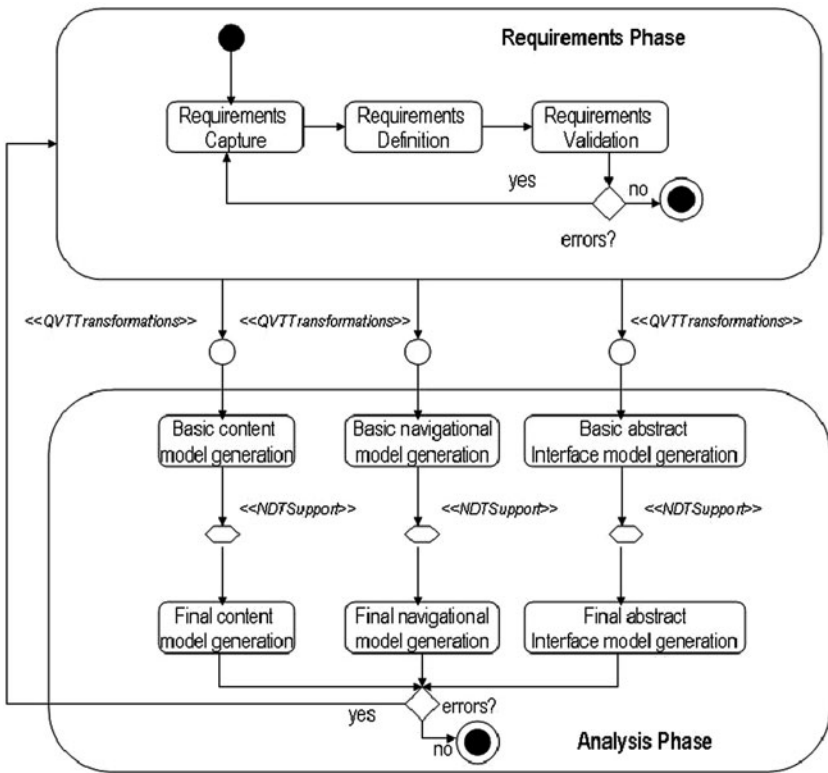 Requirements Phase
Requirements
Capture
Requirements
Definition
Requirements
Validation
yes
no
errors?
<<QVTTransformations>>
<<QVTTransformations>>
<<QVTTransformations>>
Basic content
model generation
Basic navigational
model generation
Basic abstract
Interface model generation
<<NDTSupport>>
<<NDTSupport>>
<<NDTSupport>>
Final content
model generation
Final navigational
model generation
Final abstract
Interface model generation
yes
errors?
no
Analysis Phase